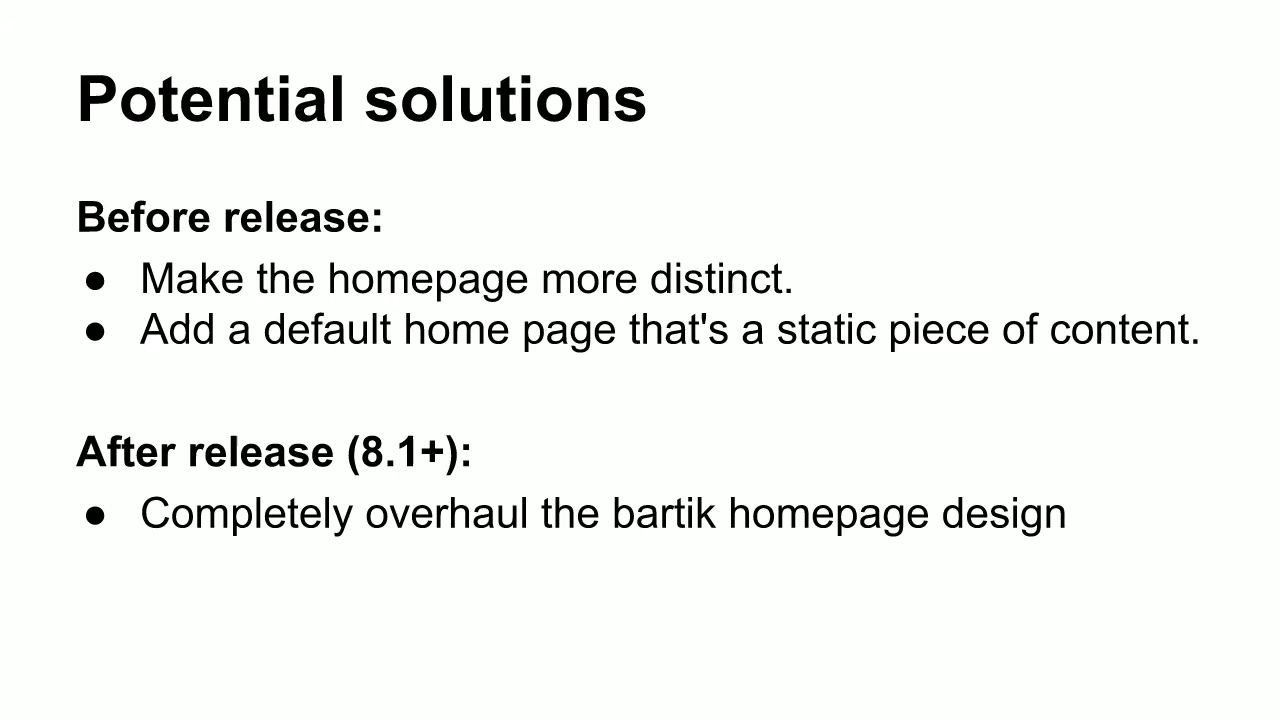 Potential solutions
Before release:
● Make the homepage more distinct.
● Add a default home page that's a static piece of content.
After release (8.1+):
● Completely overhaul the bartik homepage design